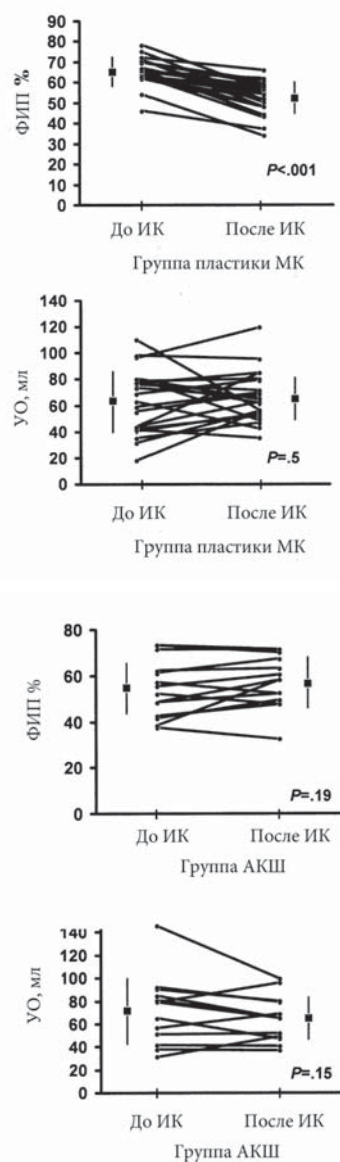 ФИП %
90
80
70
60
50
40
30
20
10
0
P<.001
До ИК После ИК
Группа пластики МК
УО, мл
140
120
100
80
60
40
20
0
P=.5
До ИК После ИК
Группа пластики МК
ФИП %
80
60
40
20
0
P=.19
До ИК После ИК
Группа АКШ
УО, мл
140
120
100
80
60
40
20
0
P=.15
До ИК После ИК
Группа АКШ